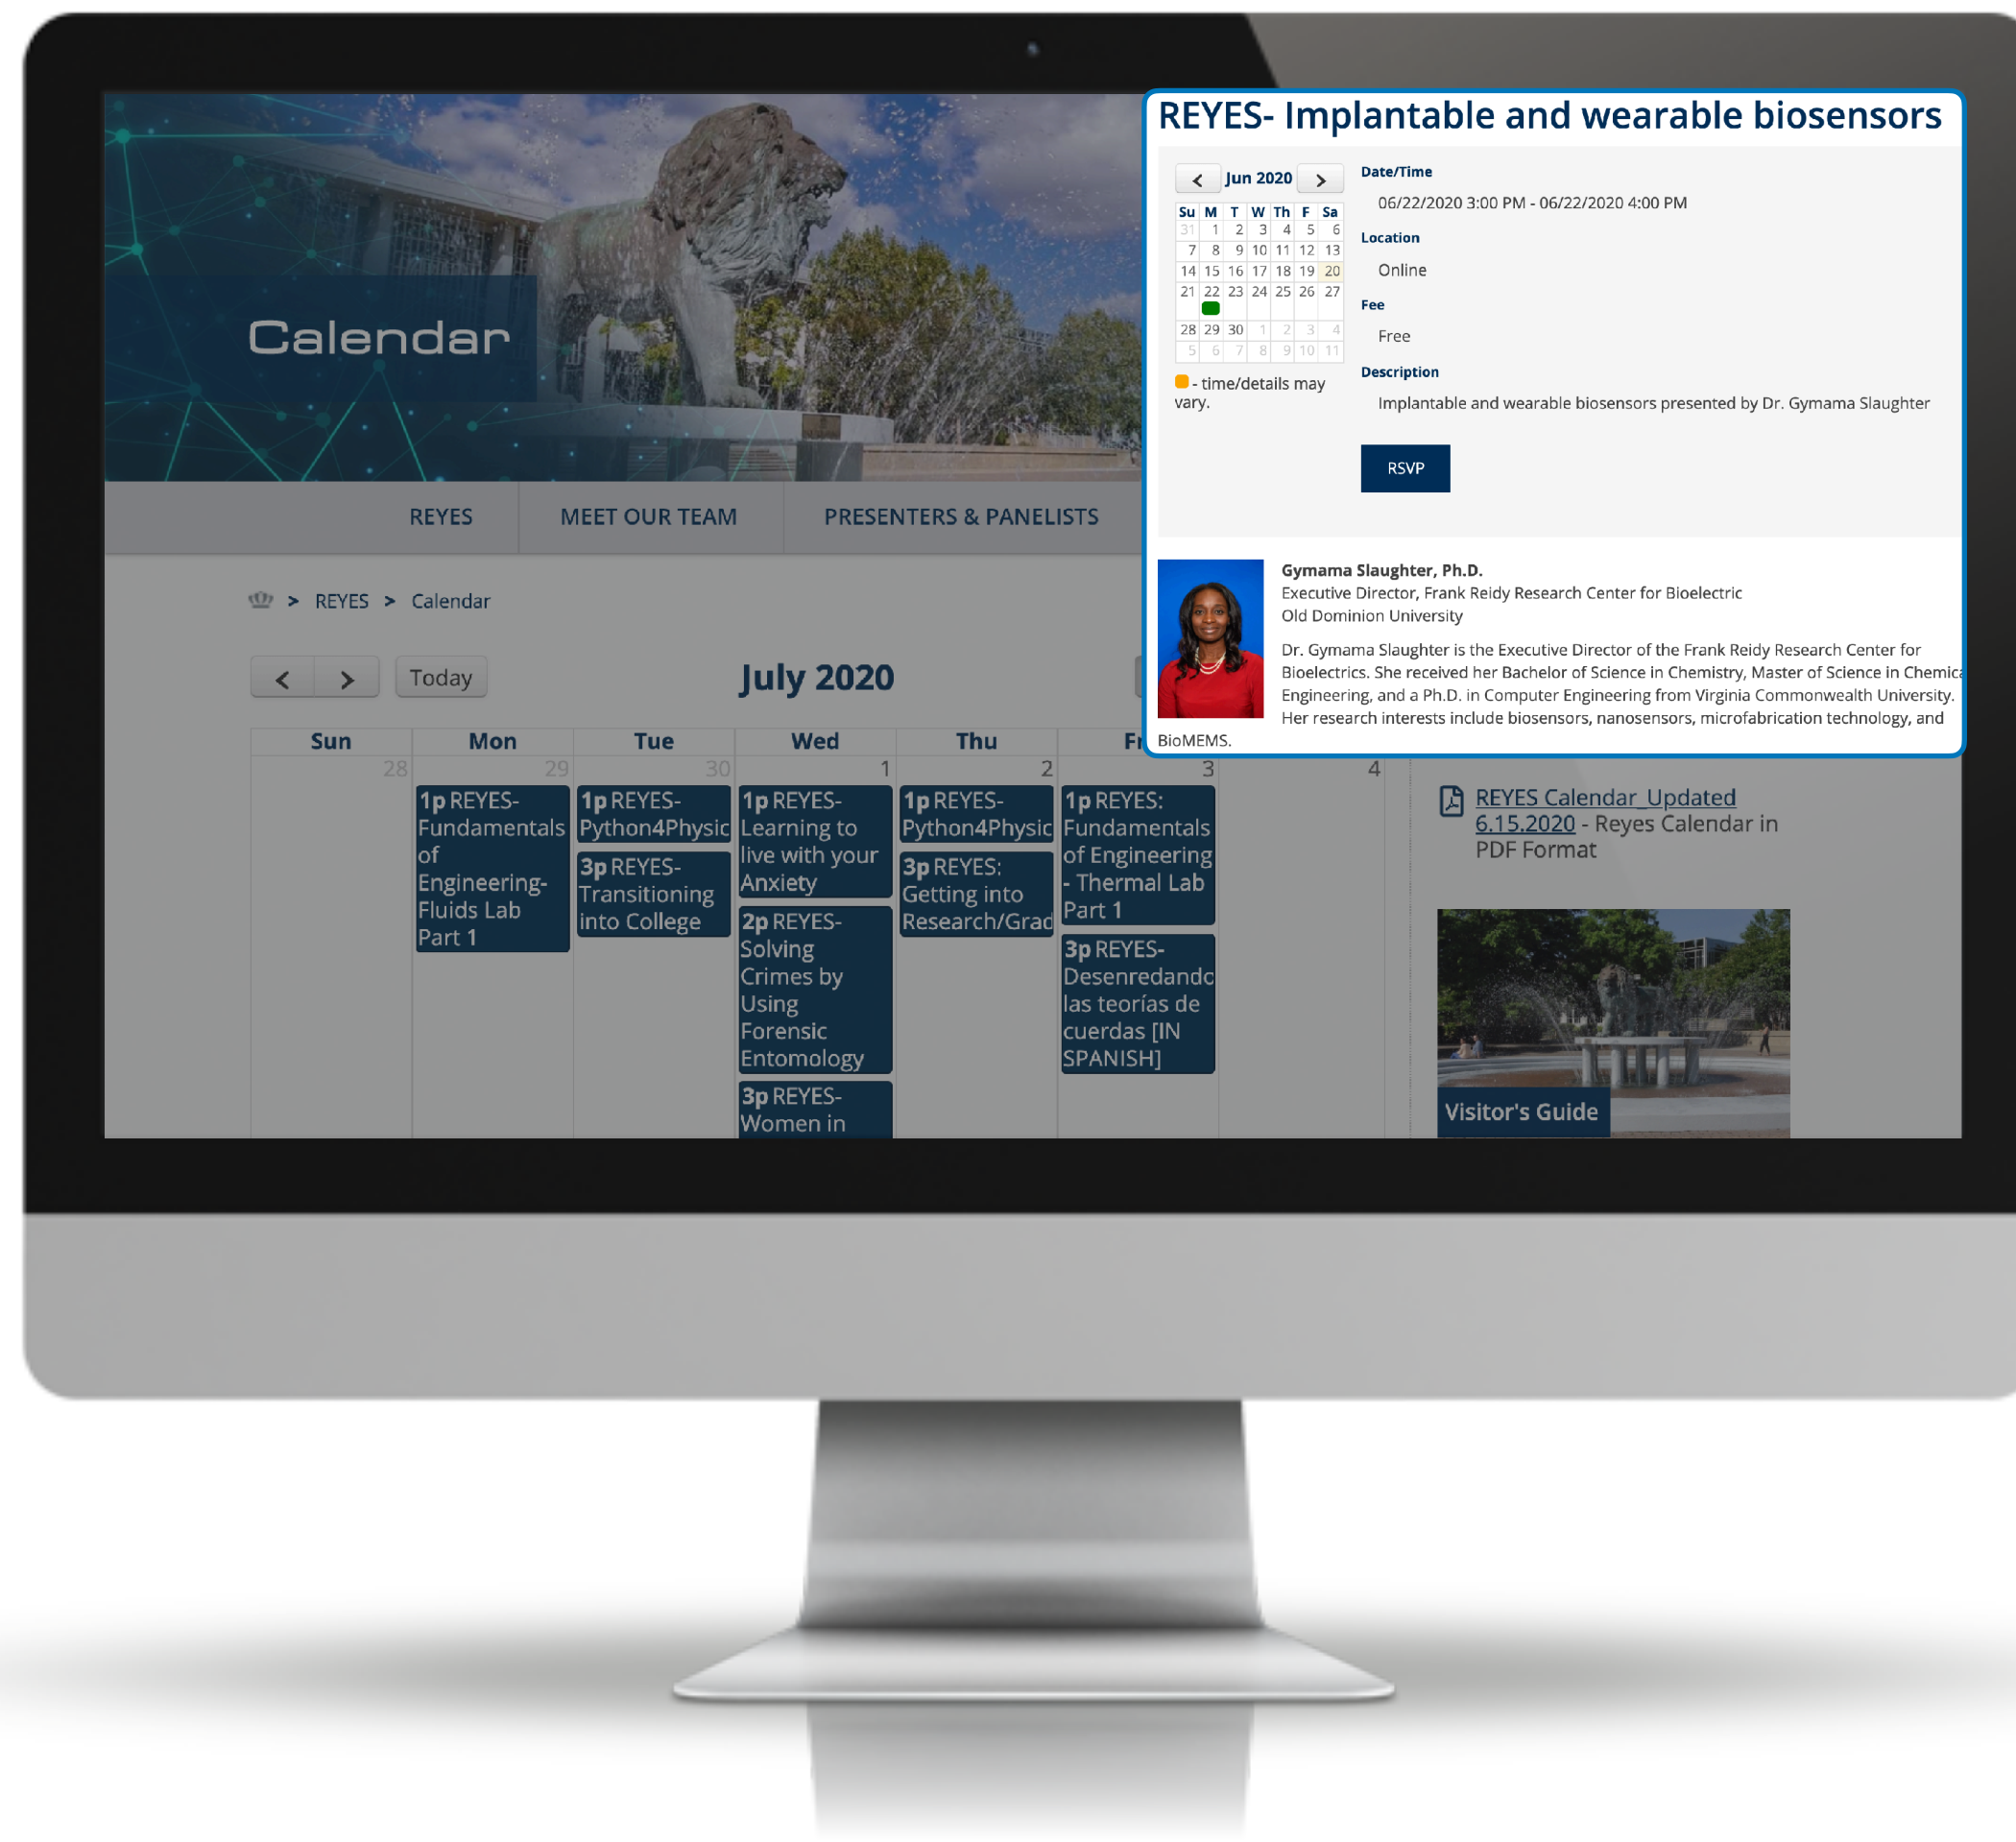 Calendar
REYES
MEET OUR TEAM
PRESENTERS & PANELISTS
> REYES > Calendar
< >
Today
July 2020
Sun Mon Tue Wed Thu
28 29 30 1 2 3 4
1p REYES-
Fundamentals
of
Engineering-
Fluids Lab
Part 1
1p REYES-
Python4Physic
3p REYES-
Transitioning
into College
1p REYES-
Learning to
live with your
Anxiety
2p REYES-
Solving
Crimes by
Using
Forensic
Entomology
3p REYES-
Women in
1p REYES-
Python4Physic
3p REYES:
Getting into
Research/Grad
1p REYES:
Fundamentals
of Engineering
- Thermal Lab
Part 1
3p REYES-
Desenredando
las teorías de
cuerdas [IN
SPANISH]
REYES- Implantable and wearable biosensors
< Jun 2020 >
Su M T W Th F Sa
31 1 2 3 4 5 6
7 8 9 10 11 12 13
14 15 16 17 18 19 20
21 22 23 24 25 26 27
28 29 30 1 2 3 4
5 6 7 8 9 10 11
- time/details may
vary.
Date/Time
06/22/2020 3:00 PM - 06/22/2020 4:00 PM
Location
Online
Fee
Free
Description
Implantable and wearable biosensors presented by Dr. Gymama Slaughter
RSVP
Gymama Slaughter, Ph.D.
Executive Director, Frank Reidy Research Center for Bioelectric
Old Dominion University
Dr. Gymama Slaughter is the Executive Director of the Frank Reidy Research Center for
Bioelectrics. She received her Bachelor of Science in Chemistry, Master of Science in Chemica
Engineering, and a Ph.D. in Computer Engineering from Virginia Commonwealth University.
Her research interests include biosensors, nanosensors, microfabrication technology, and
BioMEMS.
REYES Calendar_Updated
6.15.2020 - Reyes Calendar in
PDF Format
Visitor's Guide